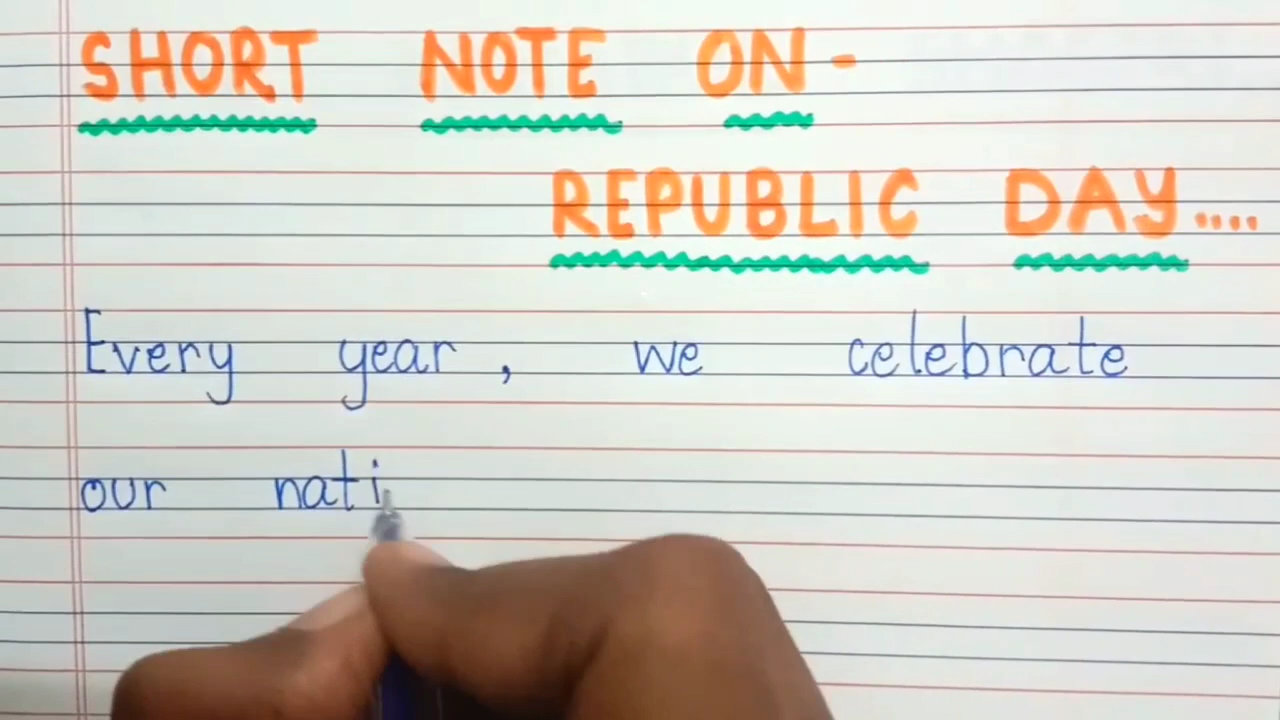 SHORT NOTE ON-
REPUBLIC DAY....
Every year, we celebrate
our nati